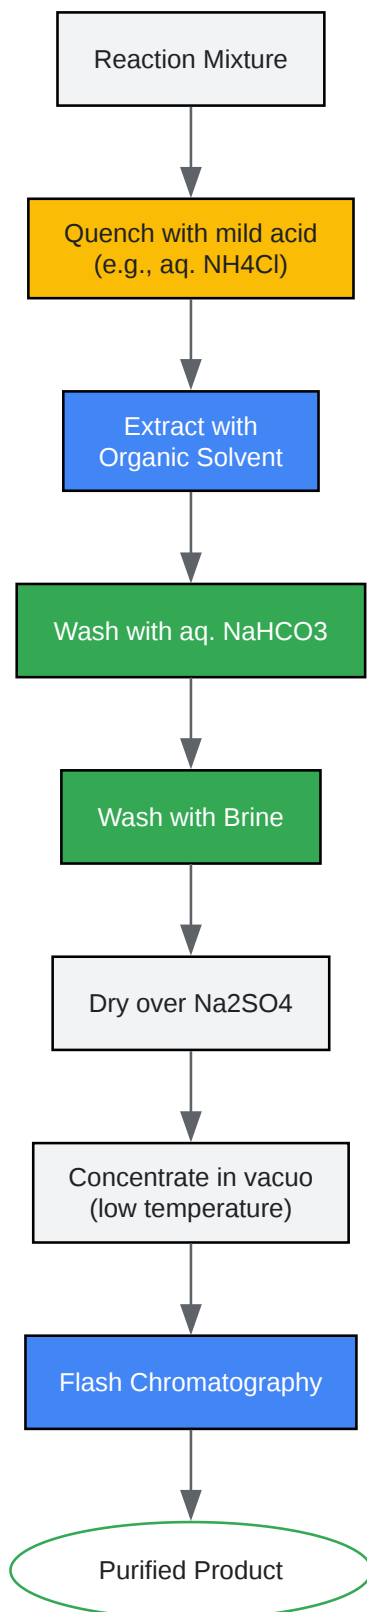 Reaction Mixture
Quench with mild acid
(e.g., aq. NH4Cl)
Extract with
Organic Solvent
Wash with aq. NaHCO3
Wash with Brine
Dry over Na2SO4
Concentrate in vacuo
(low temperature)
Flash Chromatography
Purified Product